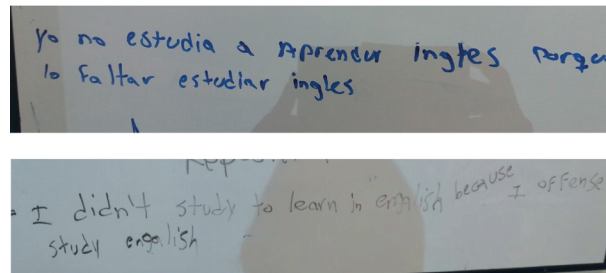 Yo no estudia a Aprender ingles porqu
lo Faltar estudiar ingles
- I didn't study to learn in english because I offense
study engalish -